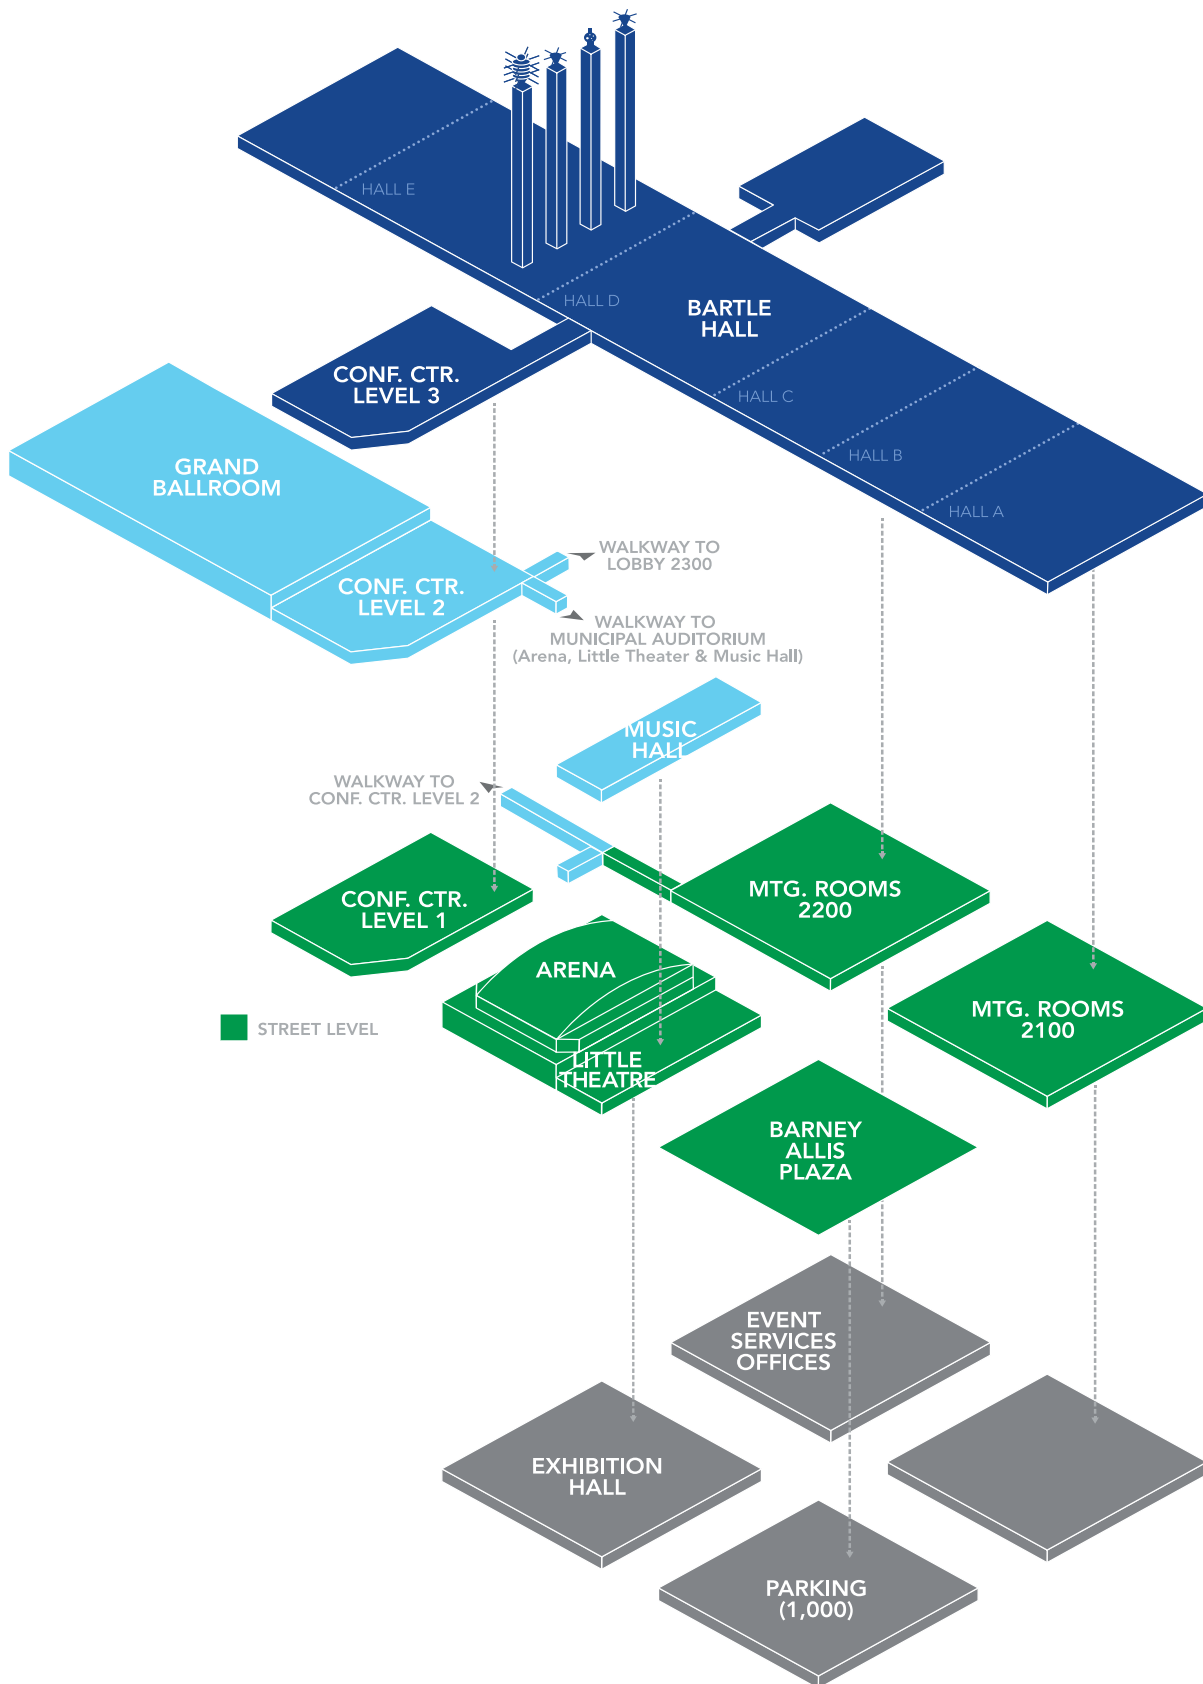 HALL E
HALL D
BARTLE
HALL
HALL C
HALL B
HALL A
CONF. CTR.
LEVEL 3
GRAND
BALLROOM
CONF. CTR.
LEVEL 2
WALKWAY TO
LOBBY 2300
WALKWAY TO
MUNICIPAL AUDITORIUM
(Arena, Little Theater & Music Hall)
MUSIC
HALL
WALKWAY TO
CONF. CTR. LEVEL 2
CONF. CTR.
LEVEL 1
MTG. ROOMS
2200
ARENA
MTG. ROOMS
2100
STREET LEVEL
LITTLE
THEATRE
BARNEY
ALLIS
PLAZA
EVENT
SERVICES
OFFICES
EXHIBITION
HALL
PARKING
(1,000)